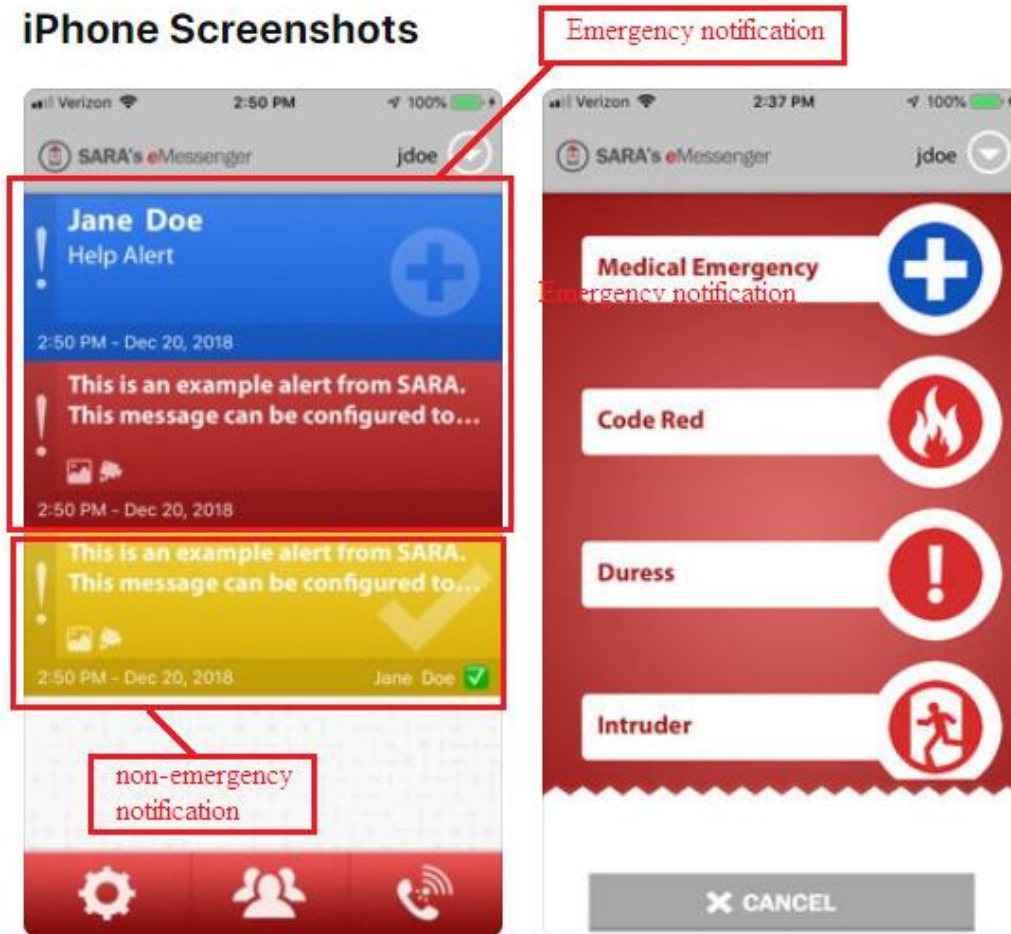 iPhone Screenshots
Emergency notification
Verizon 2:50 PM 100%
SARA's eMessenger jdoe
Jane Doe
Help Alert
2:50 PM - Dec 20, 2018
This is an example alert from SARA.
This message can be configured to...
2:50 PM - Dec 20, 2018
This is an example alert from SARA.
This message can be configured to...
2:50 PM - Dec 20, 2018 Jane Doe
non-emergency
notification
Verizon 2:37 PM 100%
SARA's eMessenger jdoe
Medical Emergency
Emergency notification
Code Red
Duress
Intruder
CANCEL